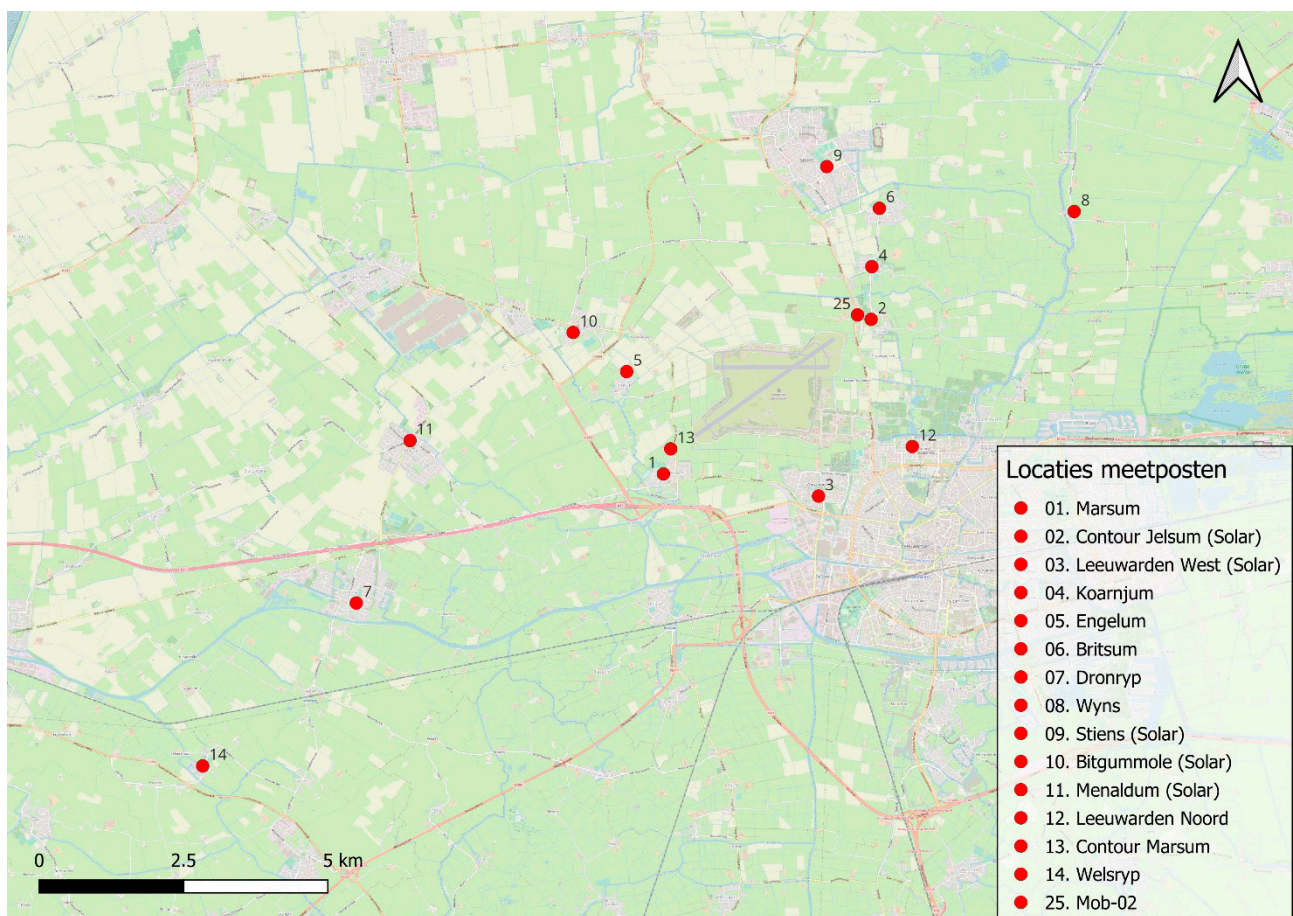 9
6
8
4
25
2
10
5
11
13
12
1
3
7
14
Locaties meetposten
01. Marsum
02. Contour Jelsum (Solar)
03. Leeuwarden West (Solar)
04. Koarnjum
05. Engelum
06. Britsum
07. Dronryp
08. Wyns
09. Stiens (Solar)
10. Bitgummole (Solar)
11. Menaldum (Solar)
12. Leeuwarden Noord
13. Contour Marsum
14. Welsryp
25. Mob-02
0 2.5 5 km